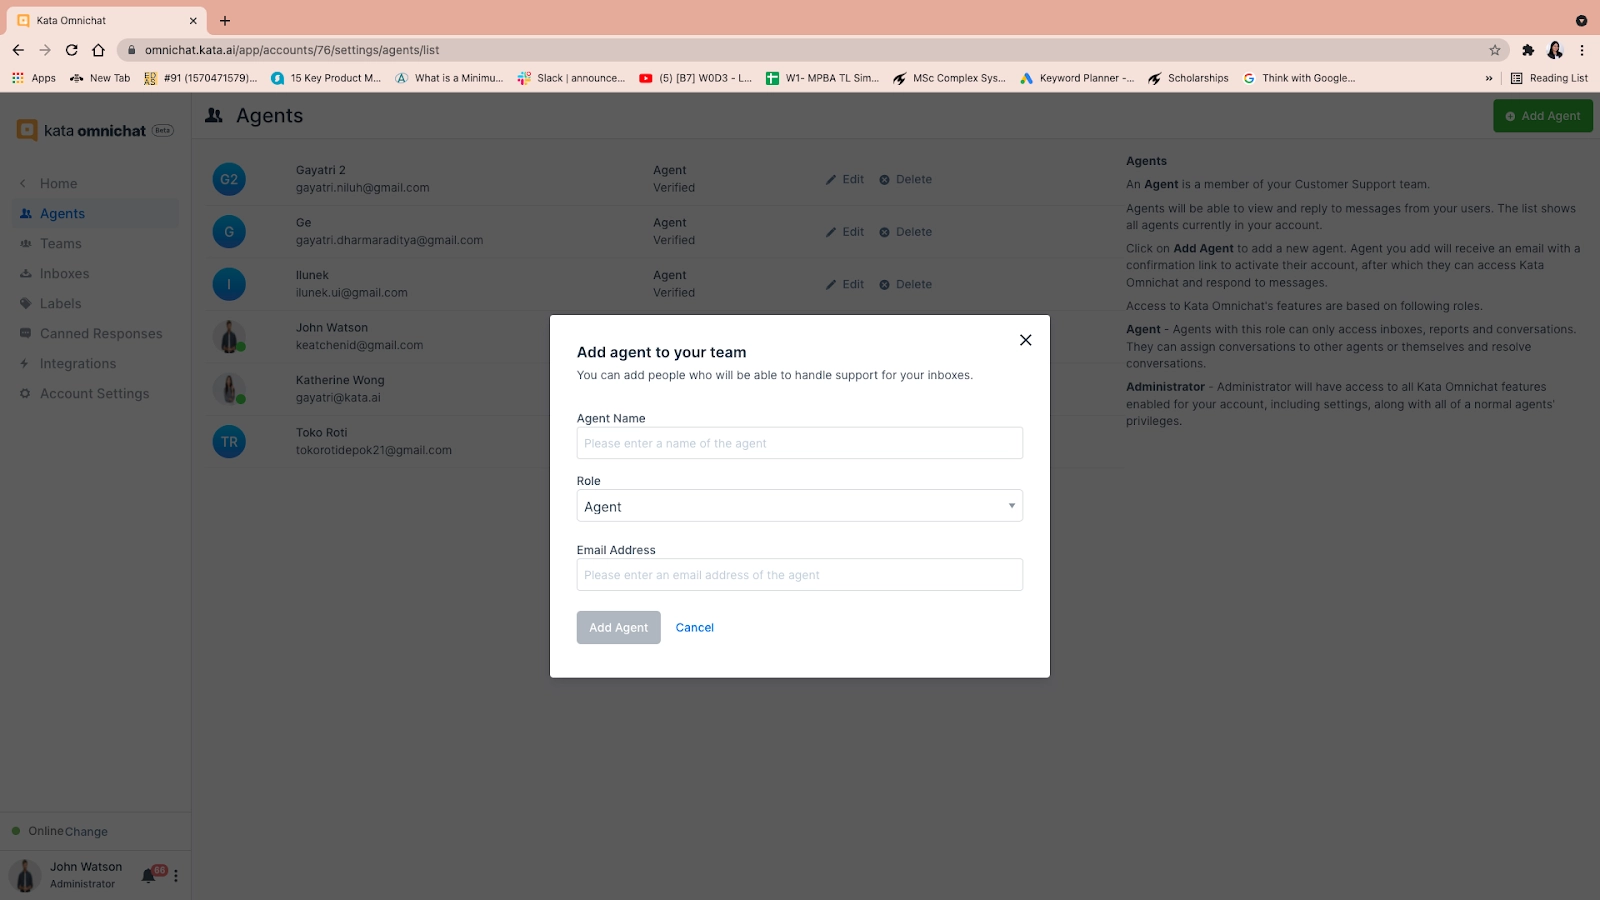 Kata Omnichat
omnichat.kata.ai/app/accounts/76/settings/agents/list
Apps
New Tab
#91 (1570471579)...
15 Key Product M...
What is a Minimu...
Slack | announce...
(5) [B7] W0D3 - L...
W1- MPBA TL Sim...
MSc Complex Sys...
Keyword Planner -...
Scholarships
Think with Google...
»
Reading List
kata omnichat Beta
Home
Agents
Teams
Inboxes
Labels
Canned Responses
Integrations
Account Settings
Online Change
John Watson
Administrator
66
Agents
Add Agent
G2
Gayatri 2
gayatri.niluh@gmail.com
Agent
Verified
Edit
Delete
G
Ge
gayatri.dharmaraditya@gmail.com
Agent
Verified
Edit
Delete
I
Ilunek
ilunek.ui@gmail.com
Agent
Verified
Edit
Delete
John Watson
keatchenid@gmail.com
Katherine Wong
gayatri@kata.ai
TR
Toko Roti
tokorotidepok21@gmail.com
Agents
An Agent is a member of your Customer Support team.
Agents will be able to view and reply to messages from your users. The list shows
all agents currently in your account.
Click on Add Agent to add a new agent. Agent you add will receive an email with a
confirmation link to activate their account, after which they can access Kata
Omnichat and respond to messages.
Access to Kata Omnichat's features are based on following roles.
Agent - Agents with this role can only access inboxes, reports and conversations.
They can assign conversations to other agents or themselves and resolve
conversations.
Administrator - Administrator will have access to all Kata Omnichat features
enabled for your account, including settings, along with all of a normal agents'
privileges.
Add agent to your team
You can add people who will be able to handle support for your inboxes.
Agent Name
Please enter a name of the agent
Role
Agent
Email Address
Please enter an email address of the agent
Add Agent
Cancel